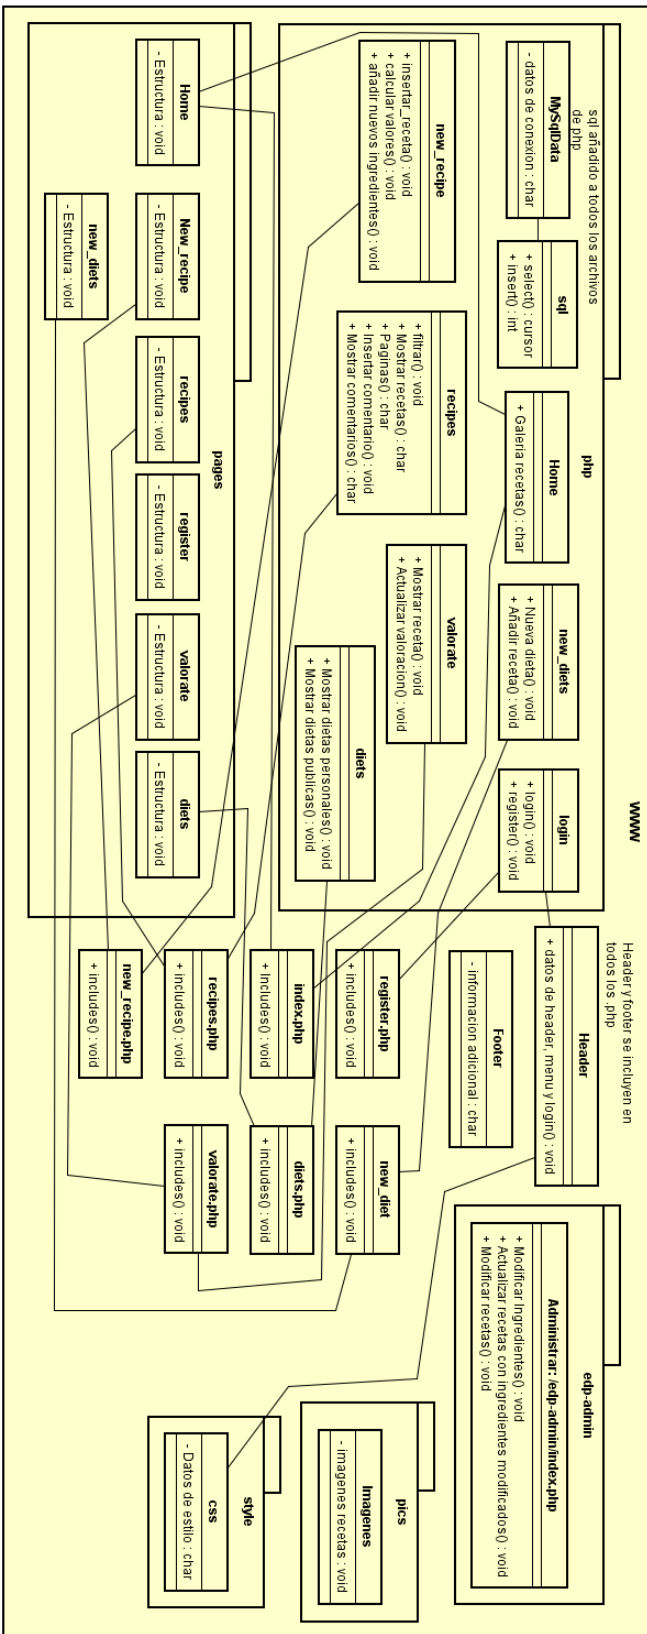 www
php
sql añadido a todos los archivos
de php
MySqlData
- datos de conexion : char
sql
+ select() : cursor
+ insert() : int
Home
+ Galeria recetas() : char
new_diets
+ Nueva dieta() : void
+ Añadir receta() : void
login
+ login() : void
+ register() : void
new_recipe
+ insertar_receta() : void
+ calcular valores() : void
+ añadir nuevos ingredientes() : void
recipes
+ filtrar() : void
+ Mostrar recetas() : char
+ Paginas() : char
+ Insertar comentario() : void
+ Mostrar comentarios() : char
valorate
+ Mostrar receta() : void
+ Actualizar valoracion() : void
diets
+ Mostrar dietas personales() : void
+ Mostrar dietas publicas() : void
Header y footer se incluyen en
todos los .php
Header
+ datos de header, menu y login() : void
Footer
- informacion adicional : char
register.php
+ includes() : void
new_diet
+ includes() : void
index.php
+ Includes() : void
diets.php
+ includes() : void
recipes.php
+ includes() : void
valorate.php
+ includes() : void
new_recipe.php
+ includes() : void
pages
Home
- Estructura : void
New_recipe
- Estructura : void
recipes
- Estructura : void
register
- Estructura : void
valorate
- Estructura : void
diets
- Estructura : void
new_diets
- Estructura : void
edp-admin
Administrar: /edp-admin/index.php
+ Modificar Ingredientes() : void
+ Actualizar recetas con ingredientes modificados() : void
+ Modificar recetas() : void
pics
Imagenes
- imagenes recetas : void
style
css
- Datos de estilo : char